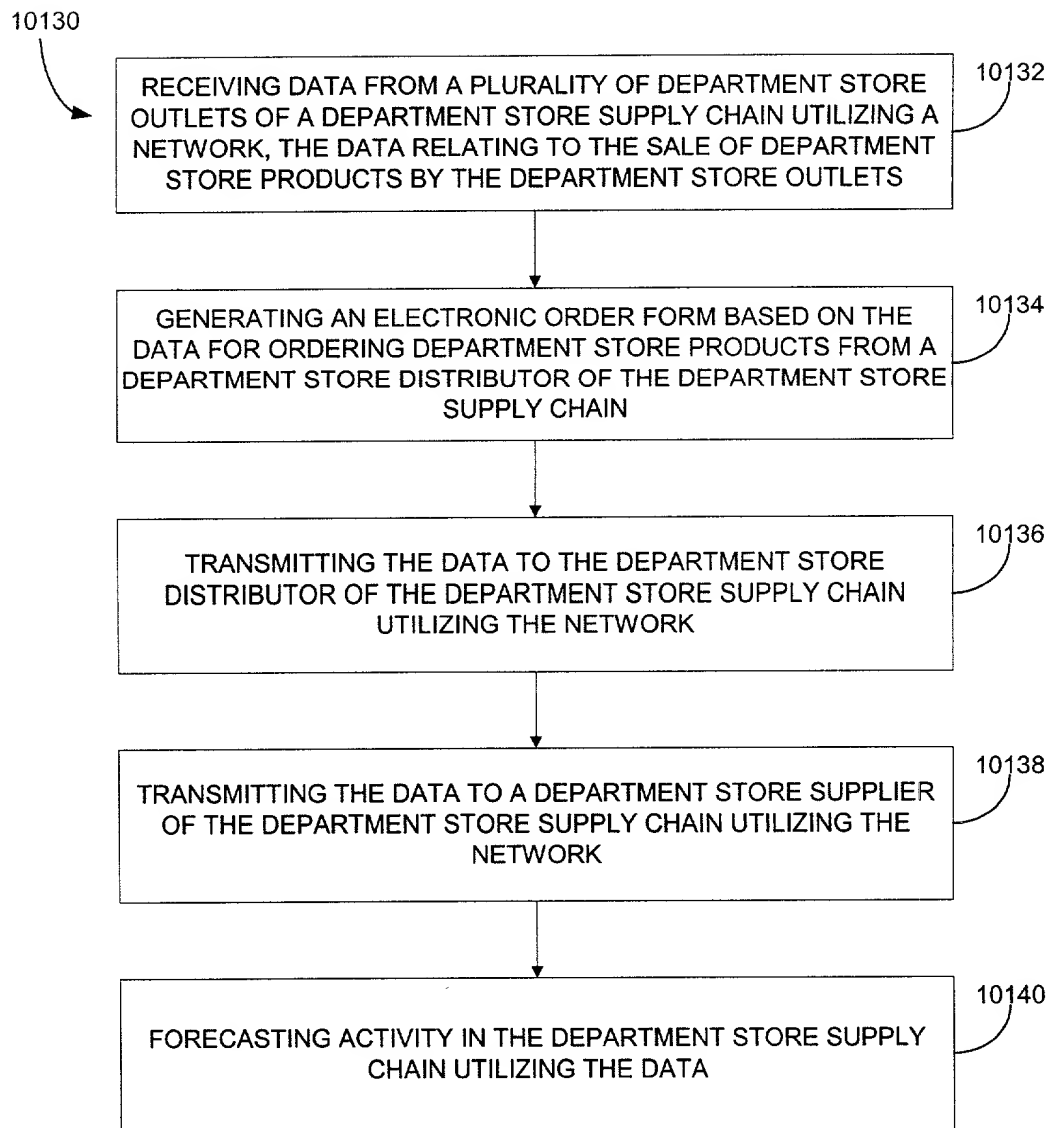 10130
RECEIVING DATA FROM A PLURALITY OF DEPARTMENT STORE
OUTLETS OF A DEPARTMENT STORE SUPPLY CHAIN UTILIZING A
NETWORK, THE DATA RELATING TO THE SALE OF DEPARTMENT
STORE PRODUCTS BY THE DEPARTMENT STORE OUTLETS
10132
GENERATING AN ELECTRONIC ORDER FORM BASED ON THE
DATA FOR ORDERING DEPARTMENT STORE PRODUCTS FROM A
DEPARTMENT STORE DISTRIBUTOR OF THE DEPARTMENT STORE
SUPPLY CHAIN
10134
TRANSMITTING THE DATA TO THE DEPARTMENT STORE
DISTRIBUTOR OF THE DEPARTMENT STORE SUPPLY CHAIN
UTILIZING THE NETWORK
10136
TRANSMITTING THE DATA TO A DEPARTMENT STORE SUPPLIER
OF THE DEPARTMENT STORE SUPPLY CHAIN UTILIZING THE
NETWORK
10138
FORECASTING ACTIVITY IN THE DEPARTMENT STORE SUPPLY
CHAIN UTILIZING THE DATA
10140